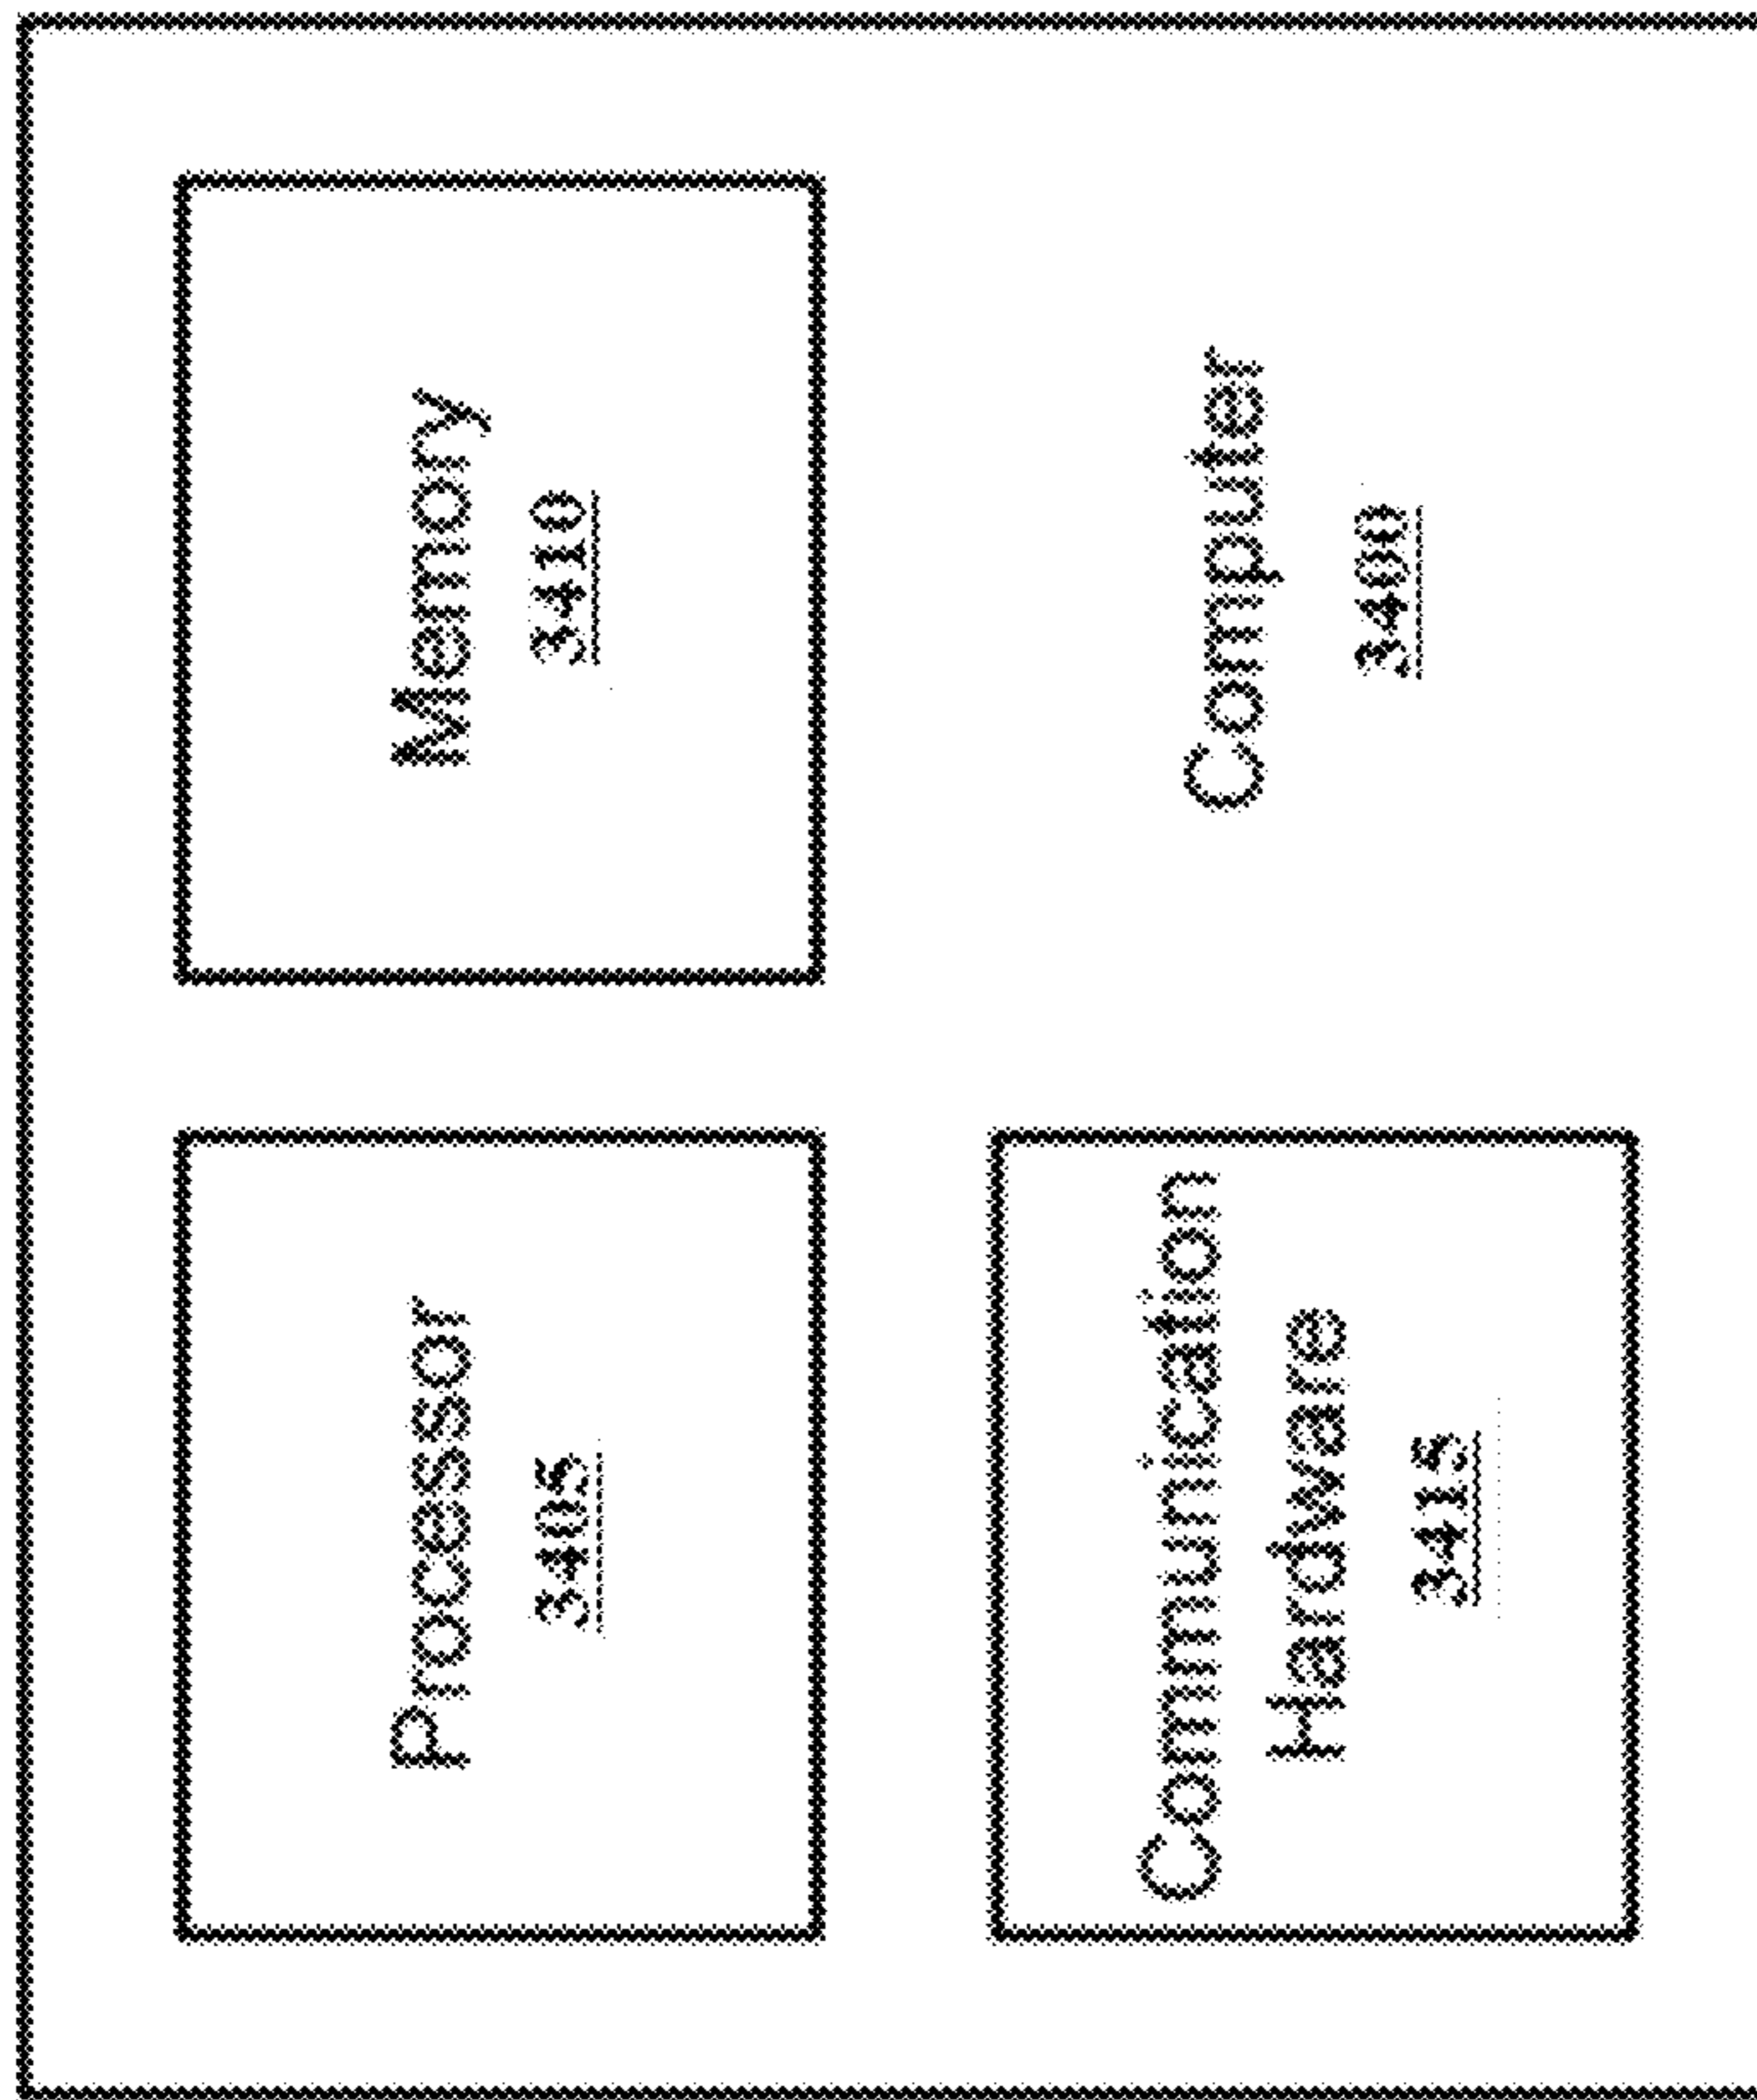 Processor
3405
Memory
3410
Communication
Hardware
3415
Computer
3400